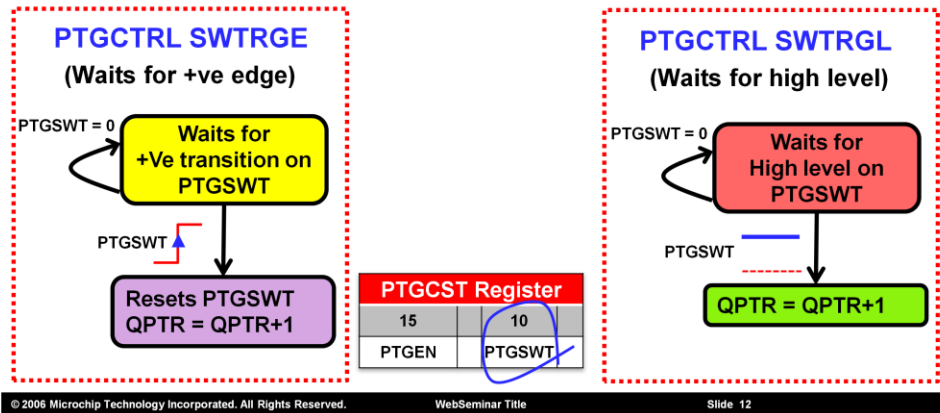 PTGCTRL SWTRGE
(Waits for +ve edge)
PTGSWT = 0
Waits for
+Ve transition on
PTGSWT
PTGSWT
Resets PTGSWT
QPTR = QPTR+1
PTGCST Register
15 10
PTGEN PTGSWT
PTGCTRL SWTRGL
(Waits for high level)
PTGSWT = 0
Waits for
High level on
PTGSWT
PTGSWT
QPTR = QPTR+1
© 2006 Microchip Technology Incorporated. All Rights Reserved. WebSeminar Title Slide 12